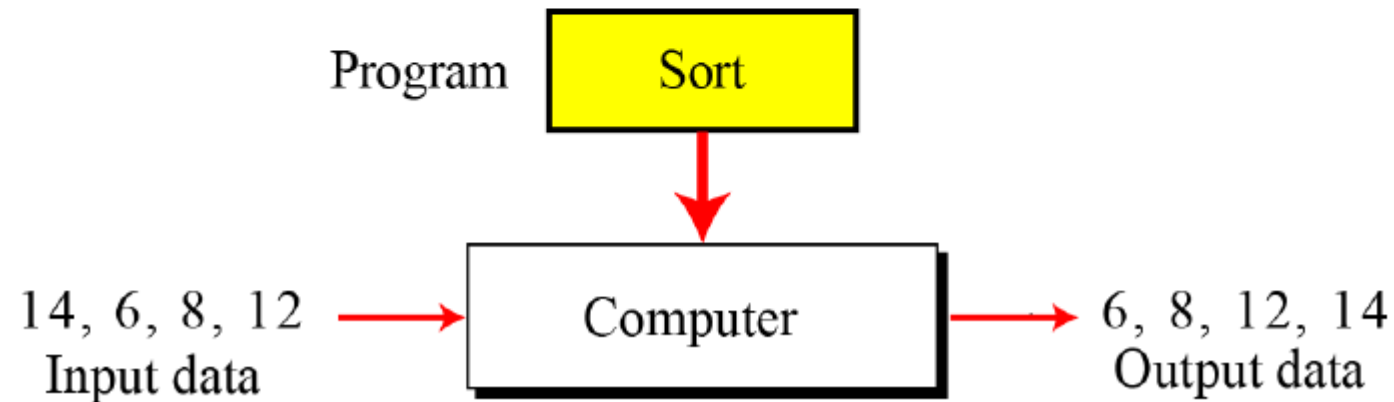 Program
Sort
Computer
14, 6, 8, 12
Input data
6, 8, 12, 14
Output data